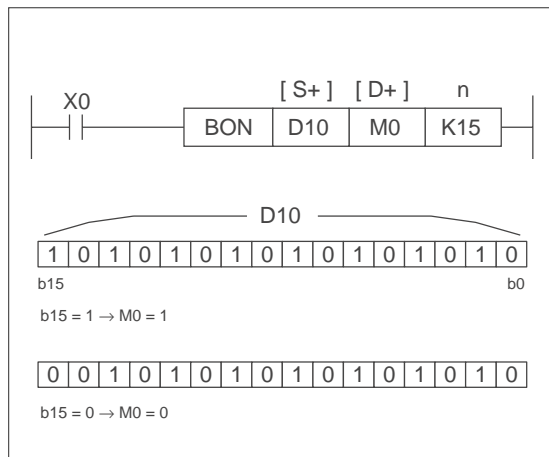 [ S+ ] [ D+ ] n
X0
BON D10 M0 K15
D10
1 0 1 0 1 0 1 0 1 0 1 0 1 0 1 0
b15 b0
b15 = 1 → M0 = 1
0 0 1 0 1 0 1 0 1 0 1 0 1 0 1 0
b15 = 0 → M0 = 0